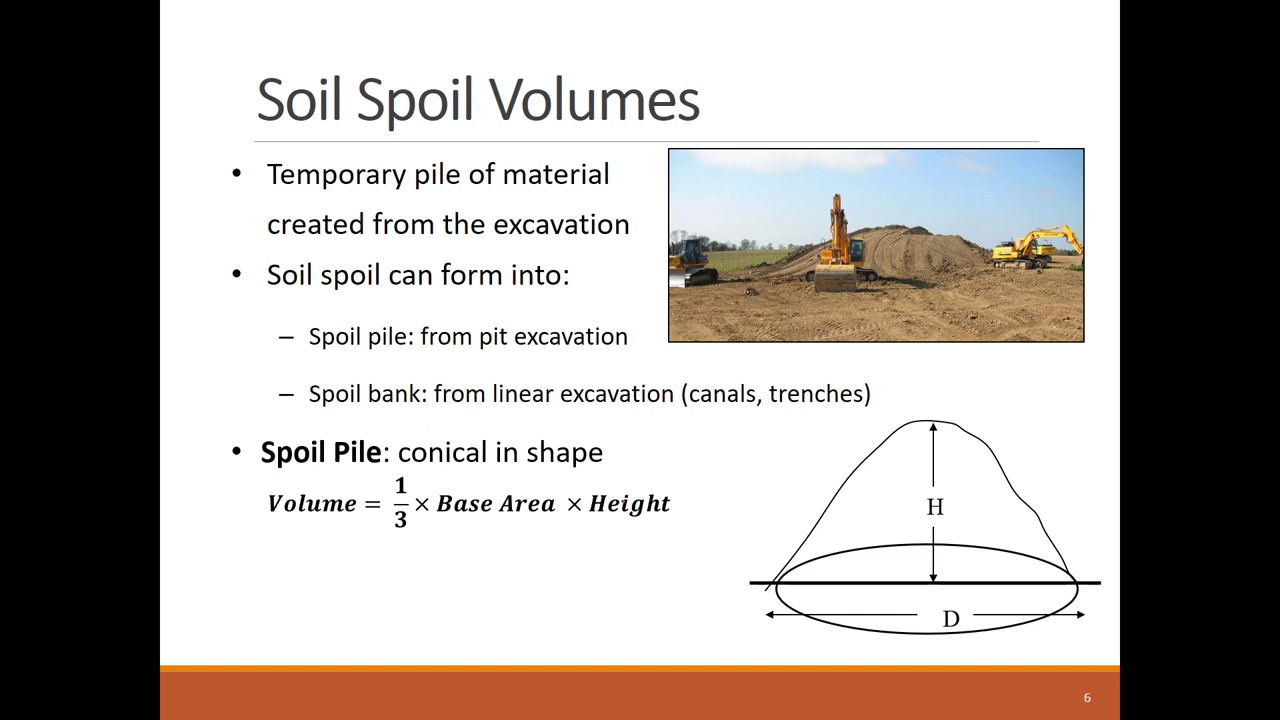 Soil Spoil Volumes
• Temporary pile of material
created from the excavation
• Soil spoil can form into:
– Spoil pile: from pit excavation
– Spoil bank: from linear excavation (canals, trenches)
• Spoil Pile: conical in shape
Volume = 1/3 × Base Area × Height
H
D
6